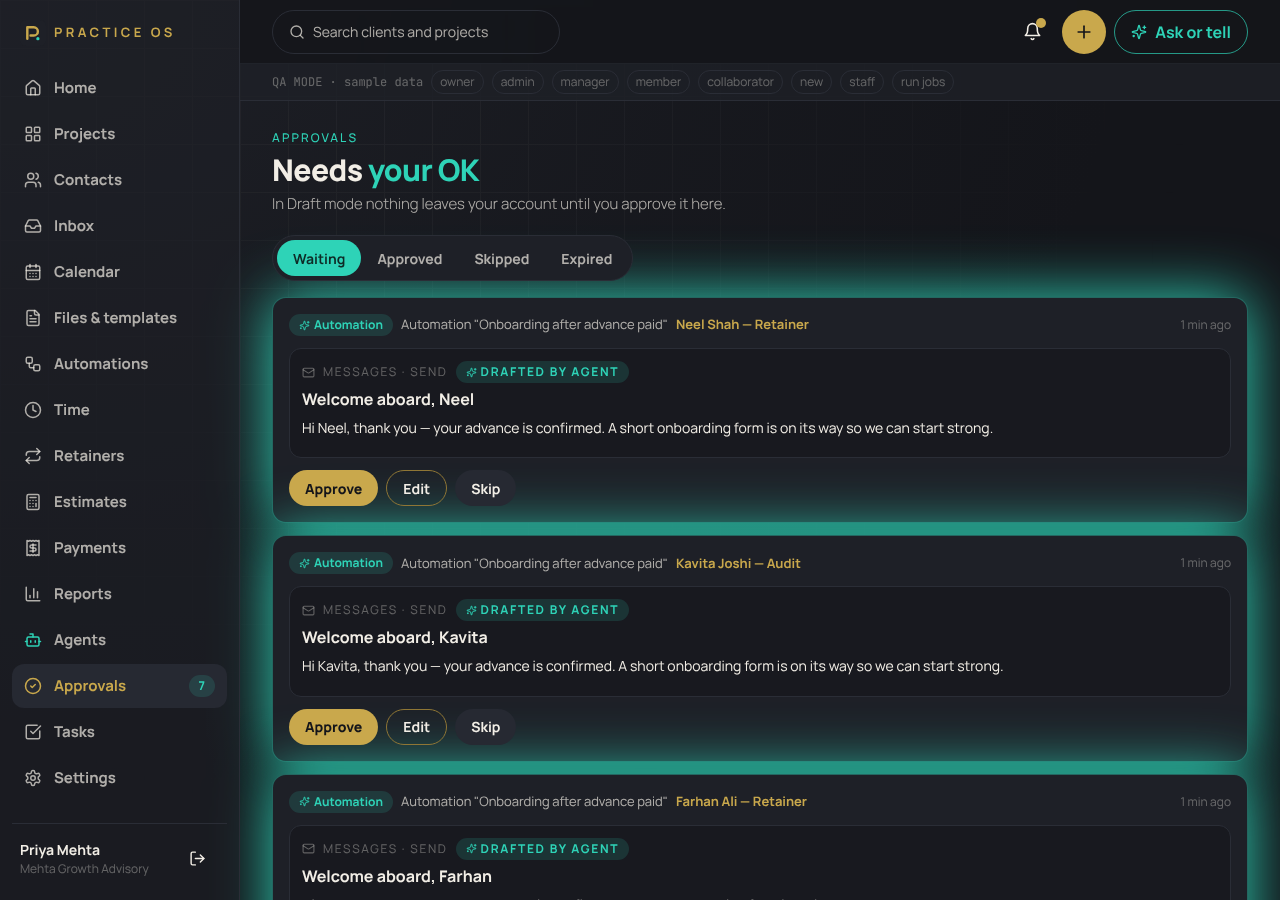 PRACTICE OS
Search clients and projects
Ask or tell
QA MODE · sample data owner admin manager member collaborator new staff run jobs
Home
Projects
Contacts
Inbox
Calendar
Files & templates
Automations
Time
Retainers
Estimates
Payments
Reports
Agents
Approvals 7
Tasks
Settings
Priya Mehta
Mehta Growth Advisory
APPROVALS
Needs your OK
In Draft mode nothing leaves your account until you approve it here.
Waiting Approved Skipped Expired
Automation Automation "Onboarding after advance paid" Neel Shah — Retainer 1 min ago
MESSAGES · SEND DRAFTED BY AGENT
Welcome aboard, Neel
Hi Neel, thank you — your advance is confirmed. A short onboarding form is on its way so we can start strong.
Approve Edit Skip
Automation Automation "Onboarding after advance paid" Kavita Joshi — Audit 1 min ago
MESSAGES · SEND DRAFTED BY AGENT
Welcome aboard, Kavita
Hi Kavita, thank you — your advance is confirmed. A short onboarding form is on its way so we can start strong.
Approve Edit Skip
Automation Automation "Onboarding after advance paid" Farhan Ali — Retainer 1 min ago
MESSAGES · SEND DRAFTED BY AGENT
Welcome aboard, Farhan